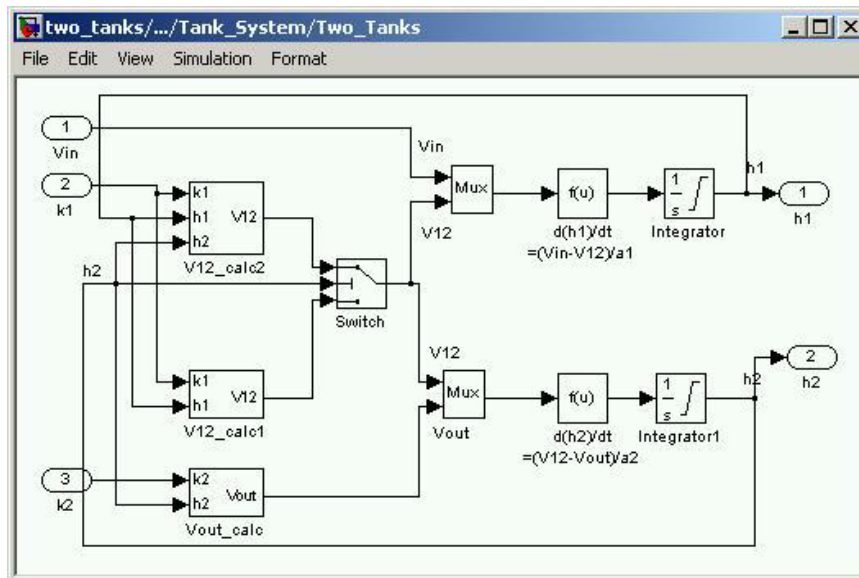 two_tanks/.../Tank_System/Two_Tanks
File Edit View Simulation Format
1
Vin
2
k1
k1
h1
h2
V12
V12_calc2
h2
Switch
Vin
V12
Mux
f(u)
d(h1)/dt
=(Vin-V12)/a1
1
s
Integrator
h1
1
h1
k1
h1
V12
V12_calc1
V12
Mux
Vout
f(u)
d(h2)/dt
=(V12-Vout)/a2
1
s
Integrator1
h2
2
h2
3
k2
k2
h2
Vout
Vout_calc